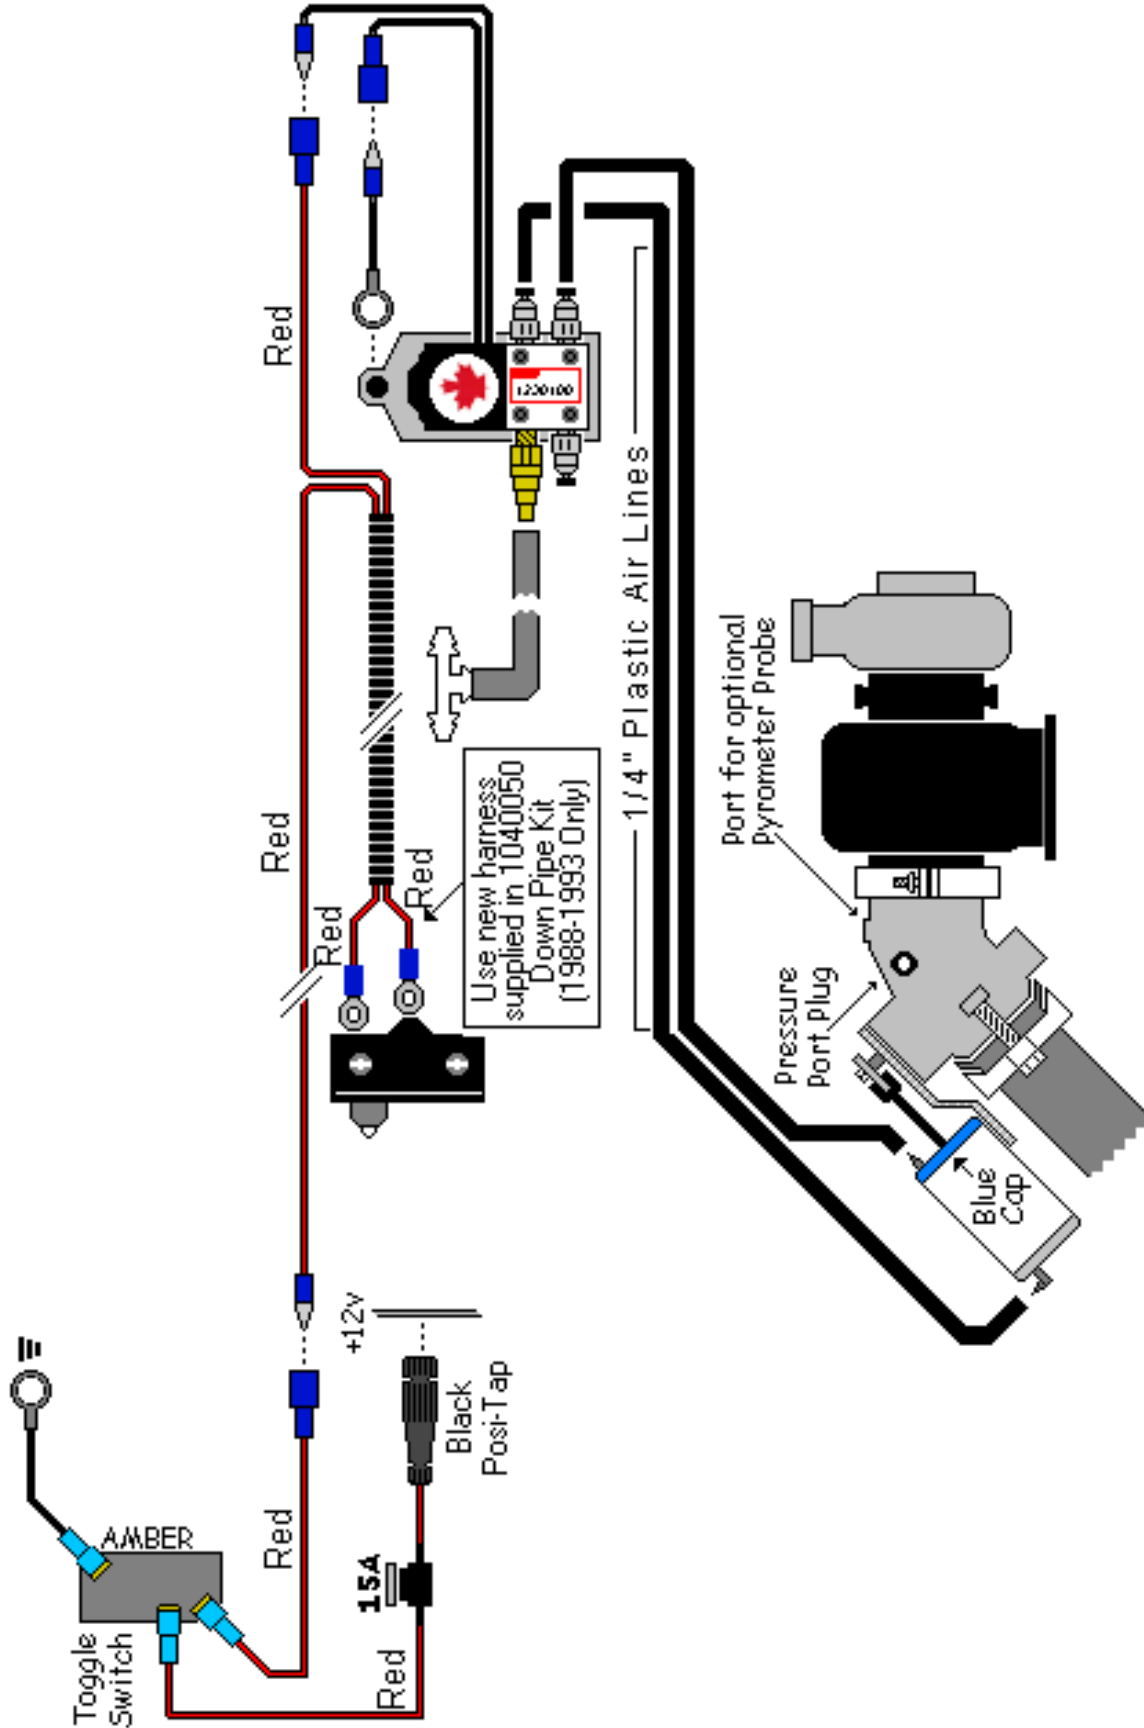 Toggle
Switch
AMBER
Red
15A
Red
Black
Posi-Tap
+12v
Red
Red
Red
Red
Use new harness
supplied in 1040050
Down Pipe Kit
(1988-1993 Only)
1230100
1/4" Plastic Air Lines
Blue
Cap
Pressure
Port Plug
Port for optional
Pyrometer Probe